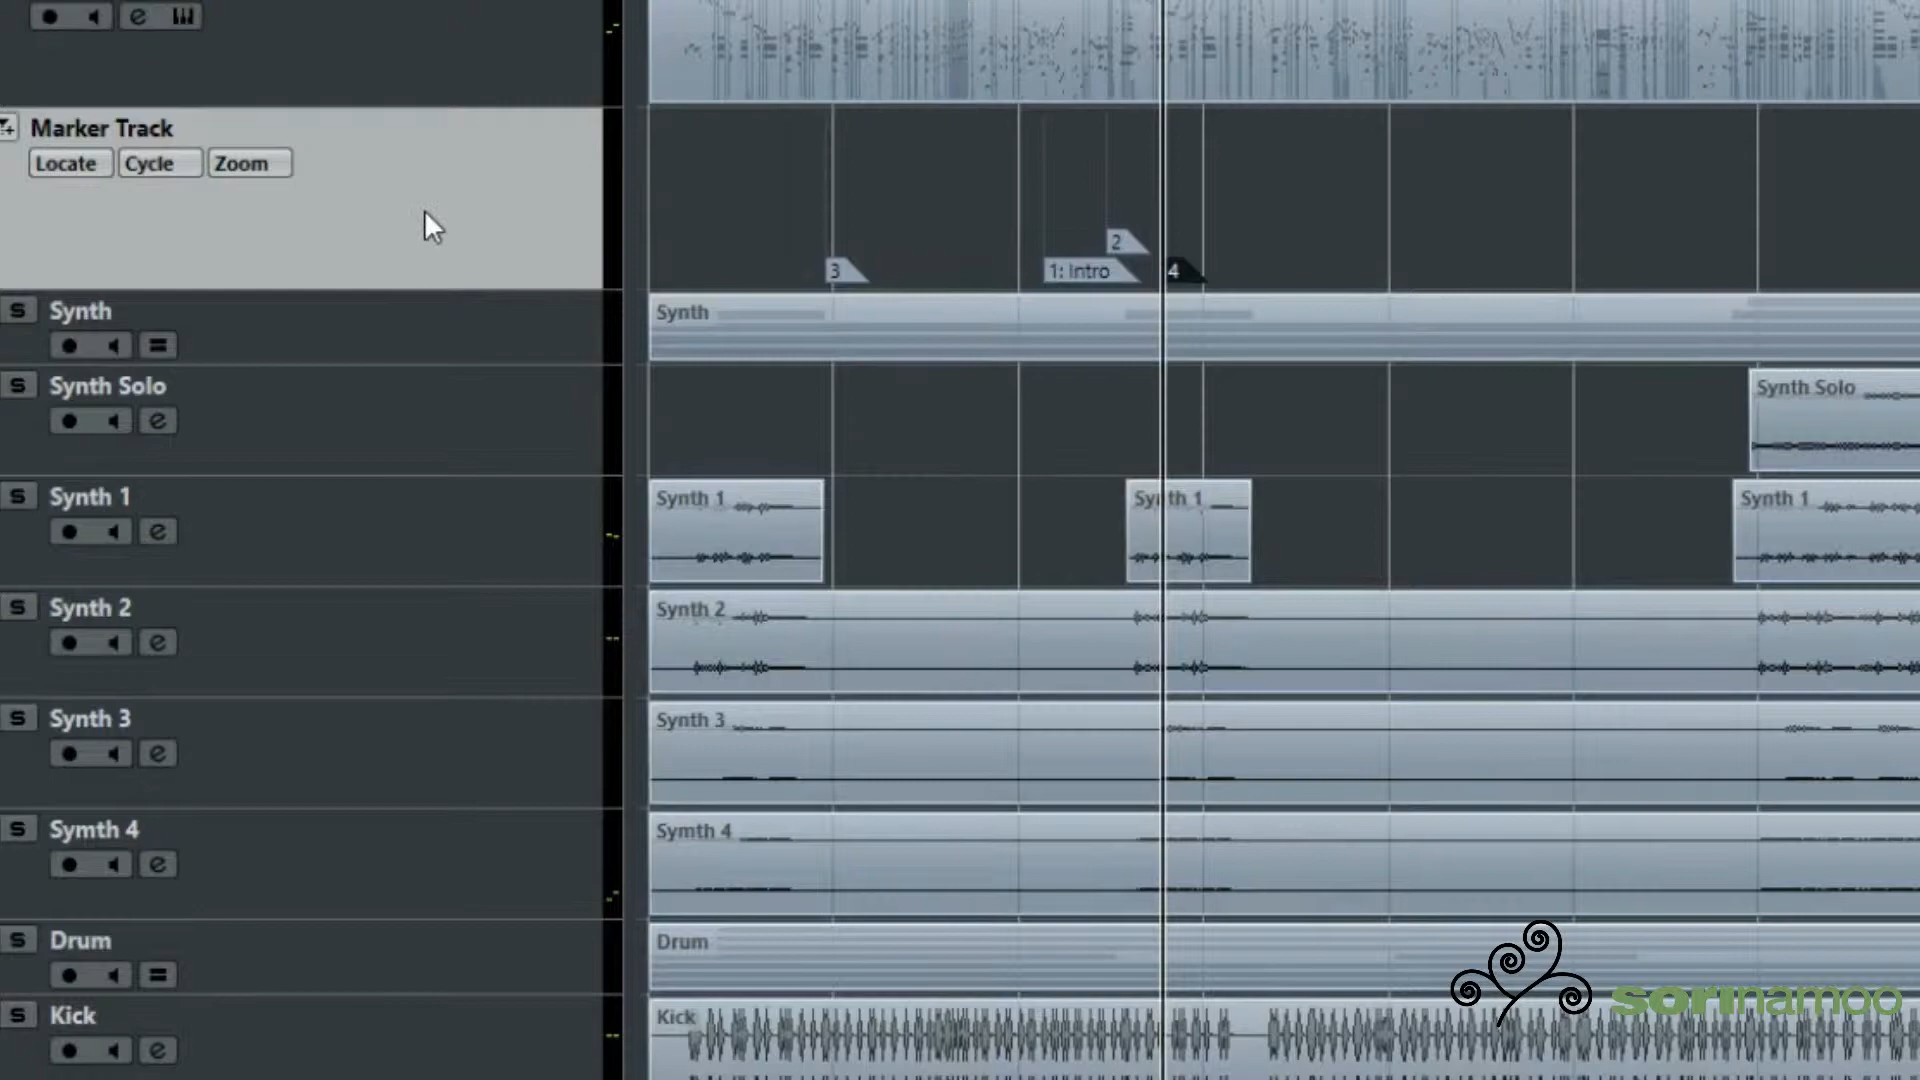 Marker Track
Locate Cycle Zoom
2
3 1: Intro 4
S Synth Synth
S Synth Solo Synth Solo
S Synth 1 Synth 1 Synth 1 Synth 1
S Synth 2 Synth 2
S Synth 3 Synth 3
S Symth 4 Symth 4
S Drum Drum
sorinamoo
S Kick Kick